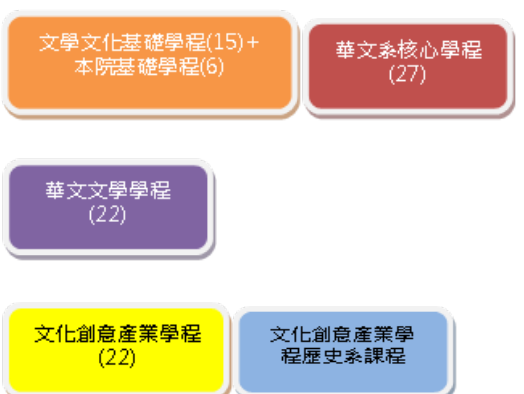 文學文化基礎學程(15)+
本院基礎學程(6)
華文系核心學程
(27)
華文文學學程
(22)
文化創意產業學程
(22)
文化創意產業學
程歷史系課程